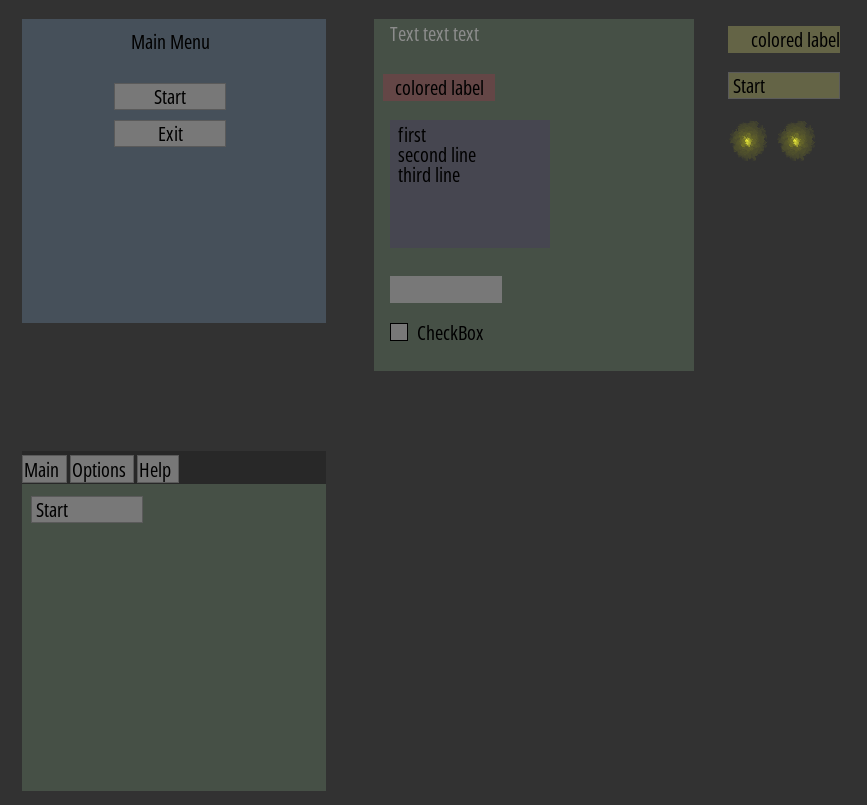 Main Menu
Start
Exit
Text text text
colored label
first
second line
third line
CheckBox
colored label
Start
Main Options Help
Start